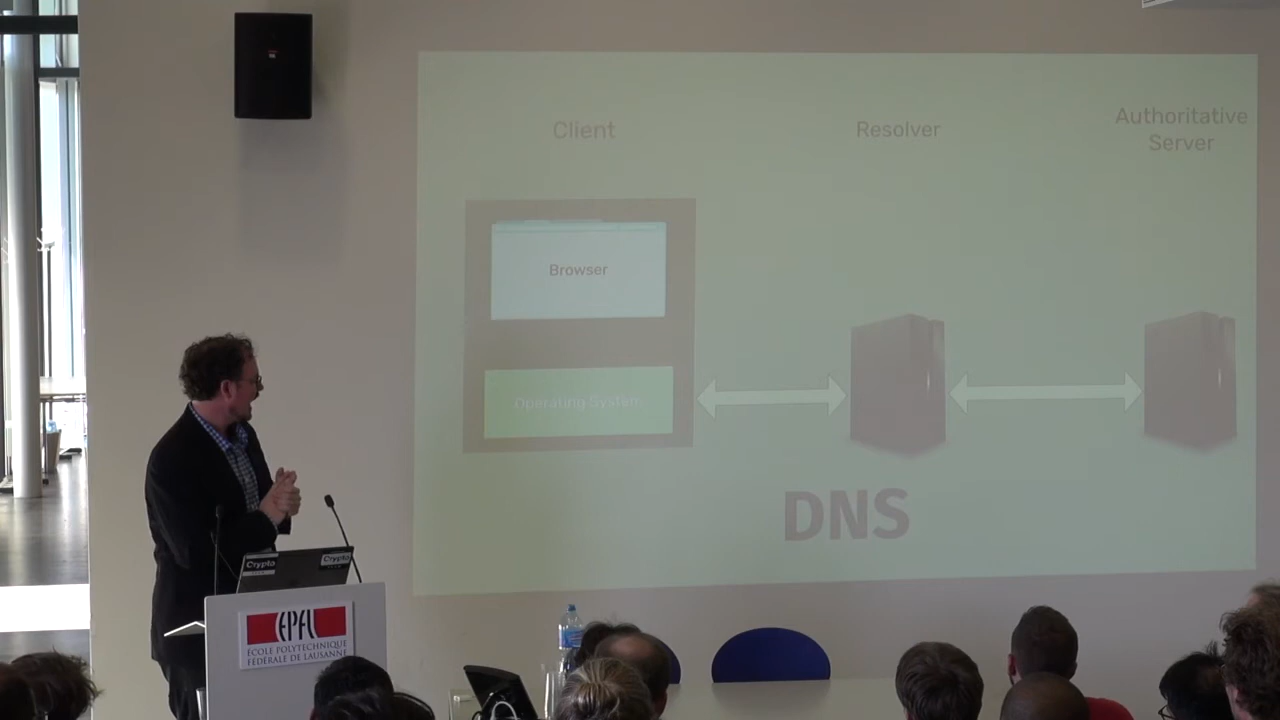 Client
Resolver
Authoritative
Server
Browser
Operating System
DNS
Crypto
Crypto
EPFL
ECOLE POLYTECHNIQUE
FÉDÉRALE DE LAUSANNE